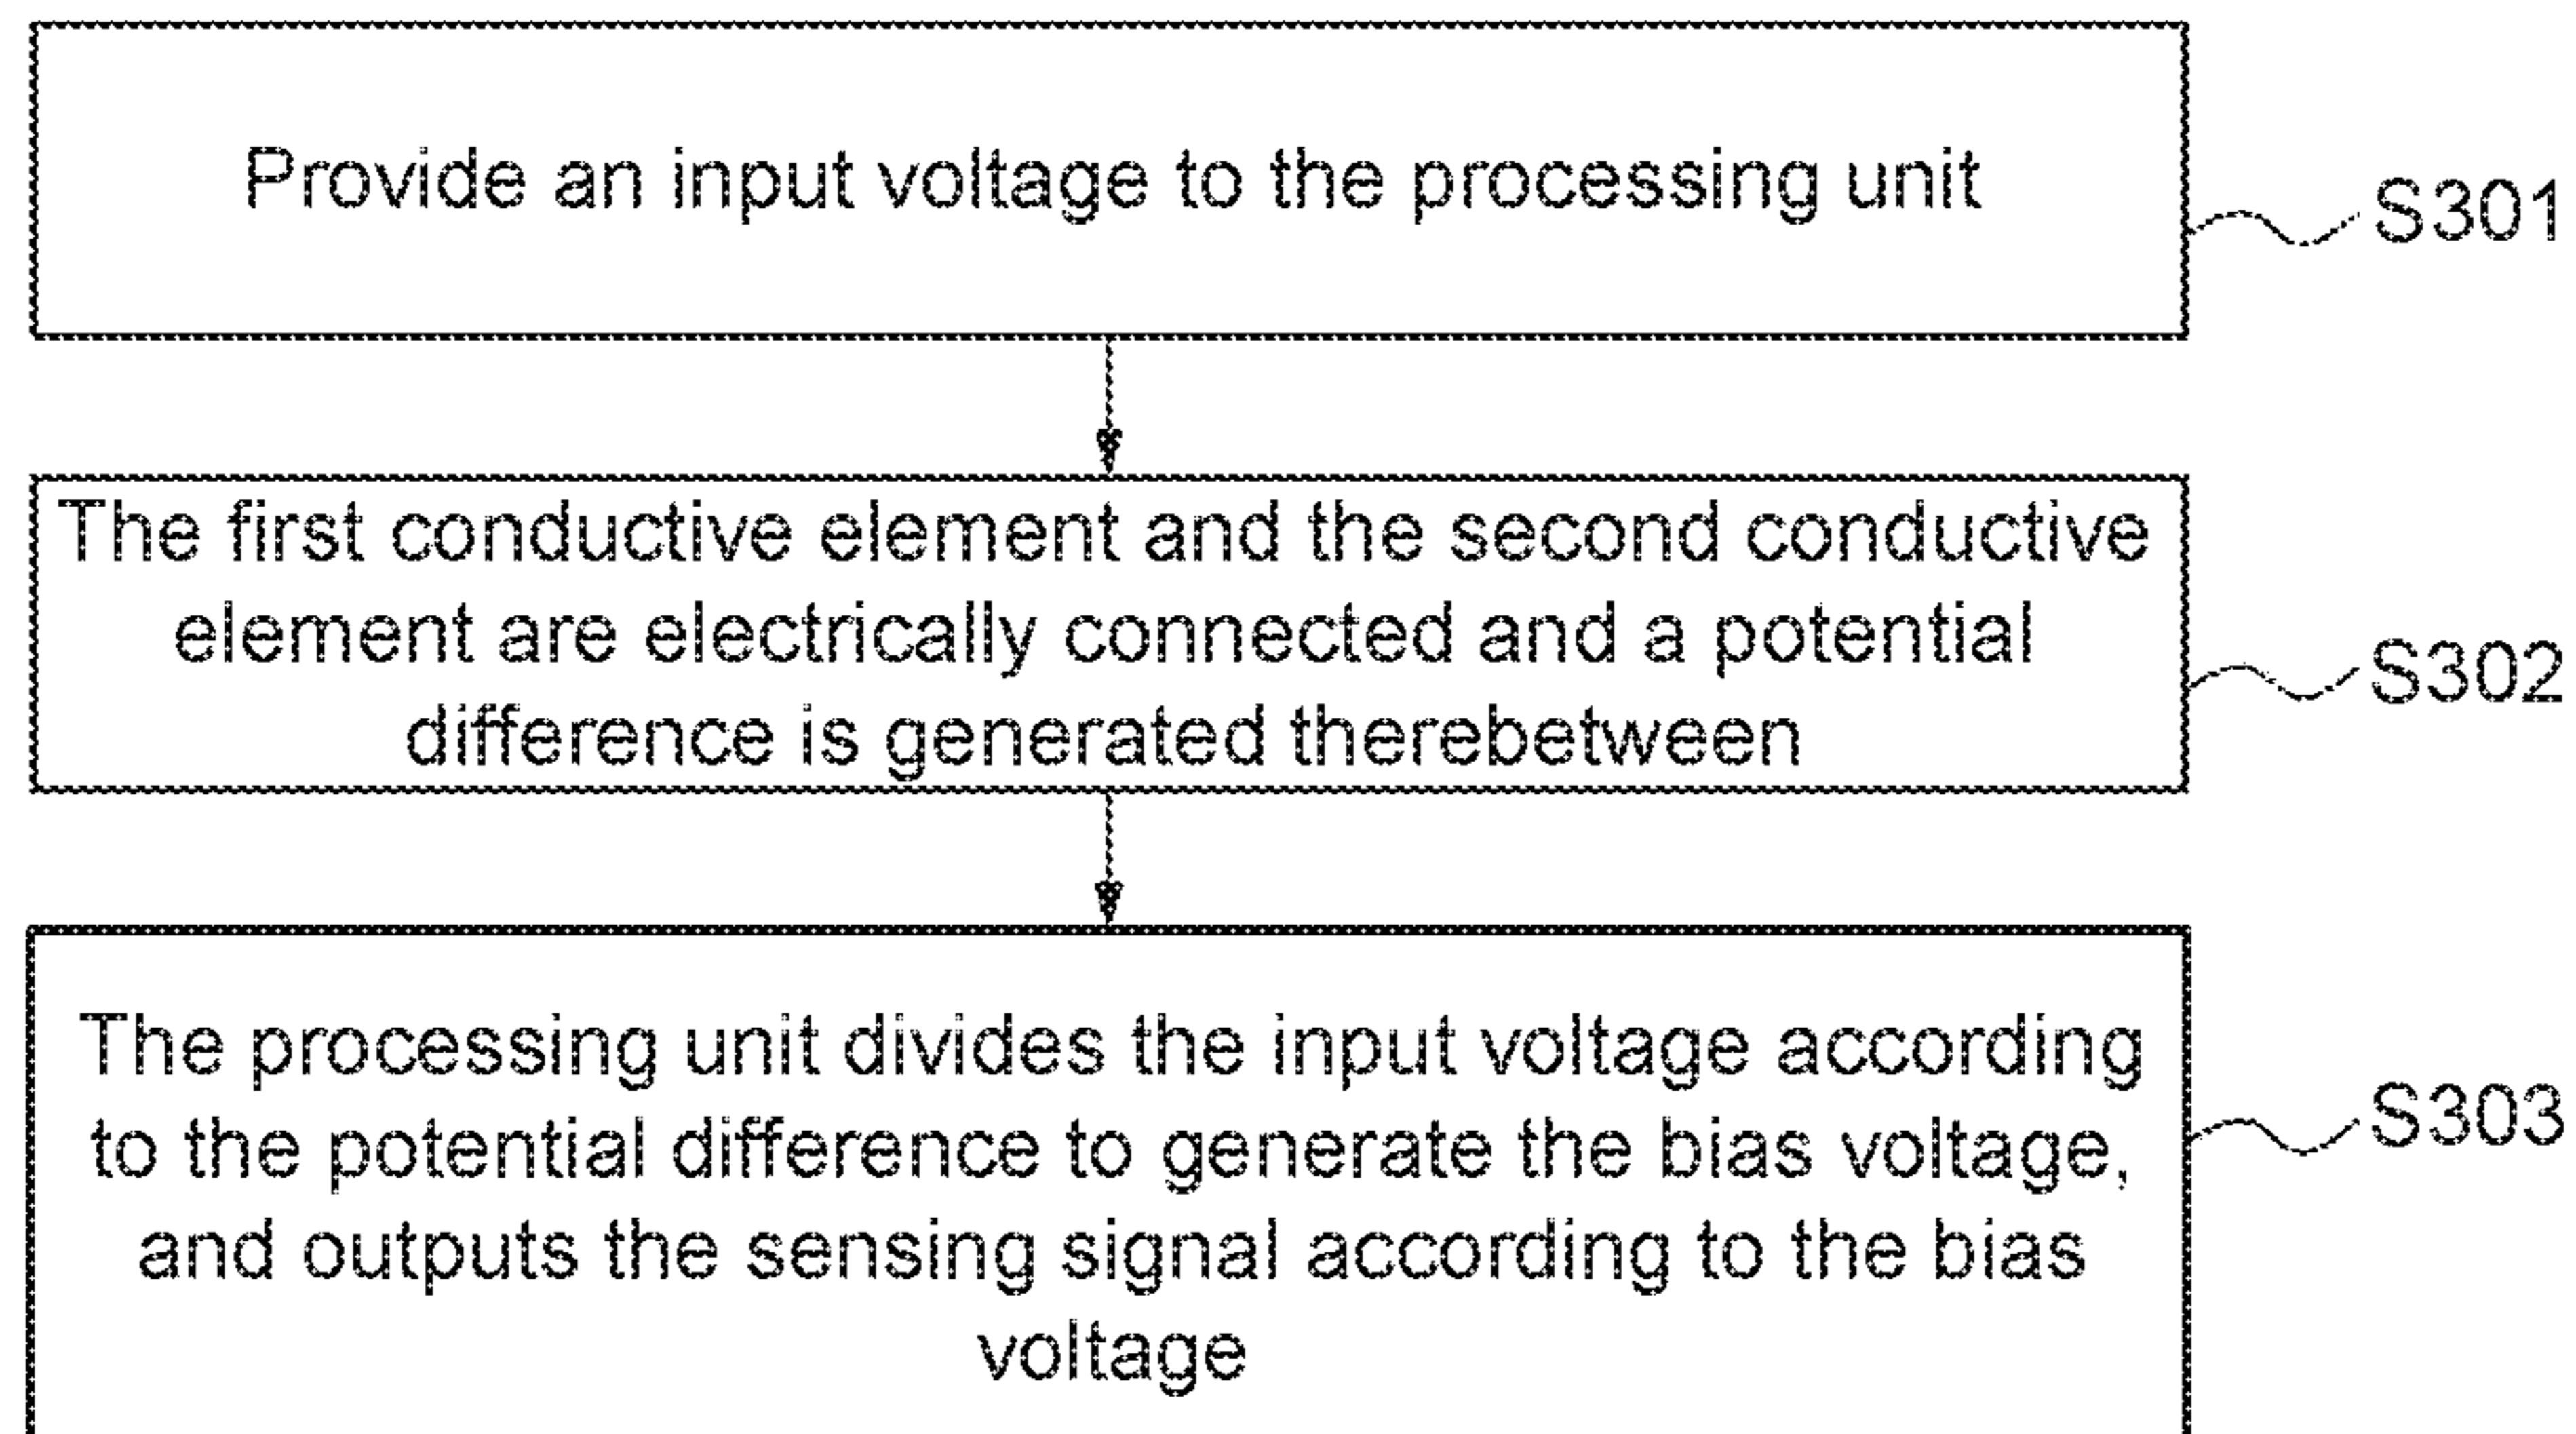 Provide an input voltage to the processing unit
S301
The first conductive element and the second conductive
element are electrically connected and a potential
difference is generated therebetween
S302
The processing unit divides the input voltage according
to the potential difference to generate the bias voltage,
and outputs the sensing signal according to the bias
voltage
S303